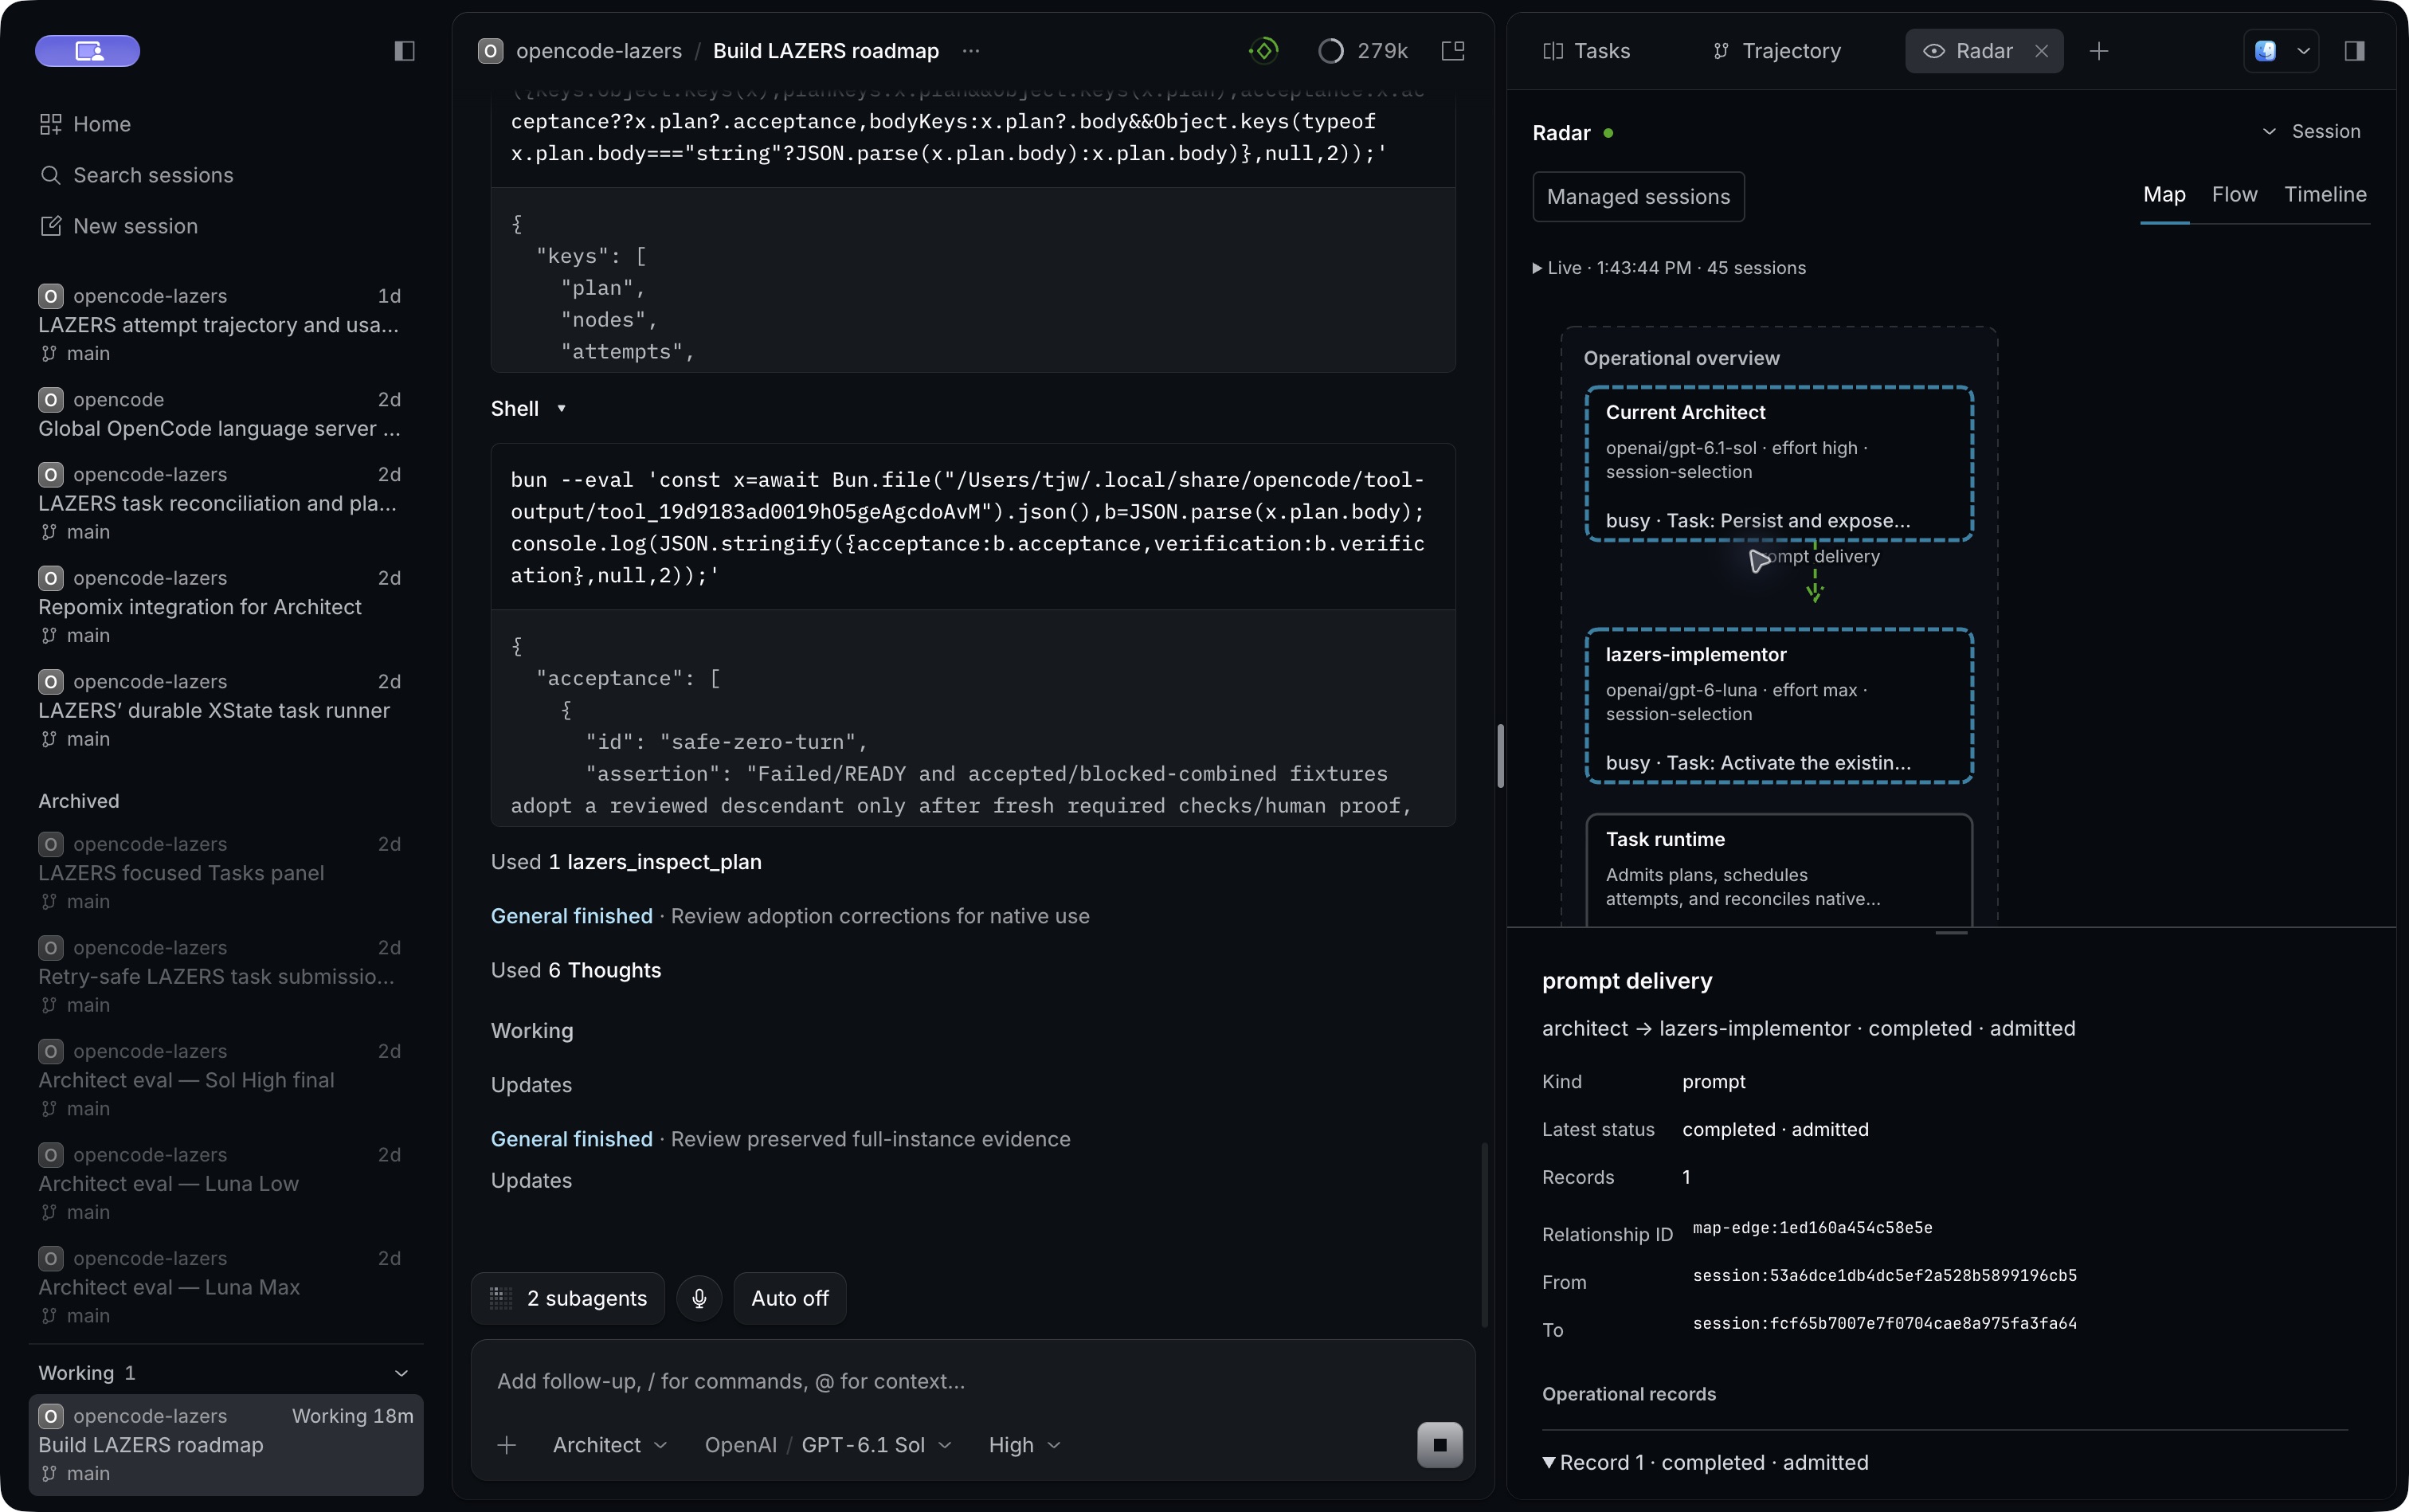 Home
Search sessions
New session
O opencode-lazers 1d
LAZERS attempt trajectory and usa...
main
O opencode 2d
Global OpenCode language server ...
O opencode-lazers 2d
LAZERS task reconciliation and pla...
main
O opencode-lazers 2d
Repomix integration for Architect
main
O opencode-lazers 2d
LAZERS’ durable XState task runner
main
Archived
O opencode-lazers 2d
LAZERS focused Tasks panel
main
O opencode-lazers 2d
Retry-safe LAZERS task submissio...
main
O opencode-lazers 2d
Architect eval — Sol High final
main
O opencode-lazers 2d
Architect eval — Luna Low
main
O opencode-lazers 2d
Architect eval — Luna Max
main
Working 1
O opencode-lazers Working 18m
Build LAZERS roadmap
main
O opencode-lazers / Build LAZERS roadmap ... 279k
({keys:Object.keys(x),planKeys:x.plan&&Object.keys(x.plan),acceptance:x.ac
ceptance??x.plan?.acceptance,bodyKeys:x.plan?.body&&Object.keys(typeof
x.plan.body==="string"?JSON.parse(x.plan.body):x.plan.body)},null,2));'
{
"keys": [
"plan",
"nodes",
"attempts",
Shell
bun --eval 'const x=await Bun.file("/Users/tjw/.local/share/opencode/tool-
output/tool_19d9183ad0019hO5geAgcdoAvM").json(),b=JSON.parse(x.plan.body);
console.log(JSON.stringify({acceptance:b.acceptance,verification:b.verific
ation},null,2));'
{
"acceptance": [
{
"id": "safe-zero-turn",
"assertion": "Failed/READY and accepted/blocked-combined fixtures
adopt a reviewed descendant only after fresh required checks/human proof,
Used 1 lazers_inspect_plan
General finished · Review adoption corrections for native use
Used 6 Thoughts
Working
Updates
General finished · Review preserved full-instance evidence
Updates
2 subagents
Auto off
Add follow-up, / for commands, @ for context...
Architect OpenAI / GPT-6.1 Sol High
Tasks Trajectory Radar
Radar Session
Managed sessions Map Flow Timeline
Live · 1:43:44 PM · 45 sessions
Operational overview
Current Architect
openai/gpt-6.1-sol · effort high ·
session-selection
busy · Task: Persist and expose...
delivery
lazers-implementor
openai/gpt-6-luna · effort max ·
session-selection
busy · Task: Activate the existin...
Task runtime
Admits plans, schedules
attempts, and reconciles native...
prompt delivery
architect → lazers-implementor · completed · admitted
Kind prompt
Latest status completed · admitted
Records 1
Relationship ID map-edge:1ed160a454c58e5e
From session:53a6dce1db4dc5ef2a528b5899196cb5
To session:fcf65b7007e7f0704cae8a975fa3fa64
Operational records
Record 1 · completed · admitted